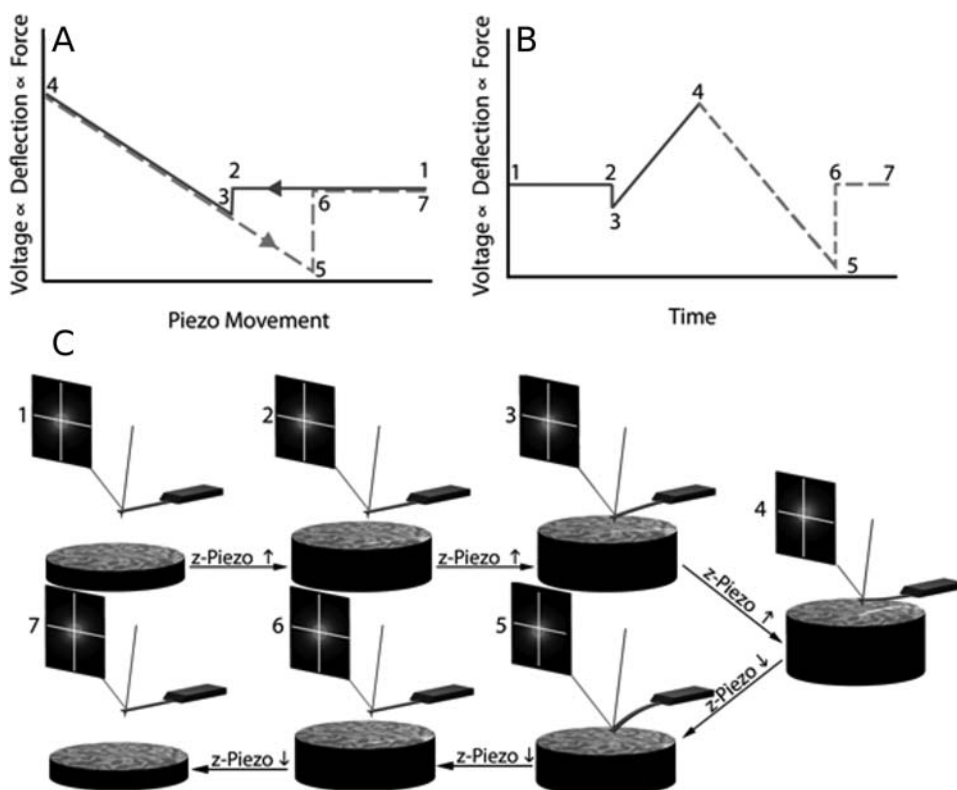 A
Voltage ∝ Deflection ∝ Force
4
2
1
3
6
7
5
Piezo Movement
B
Voltage ∝ Deflection ∝ Force
4
1
2
6
7
3
5
Time
C
1
2
3
4
z-Piezo ↑
z-Piezo ↑
z-Piezo ↑
7
6
5
z-Piezo ↓
z-Piezo ↓
z-Piezo ↓